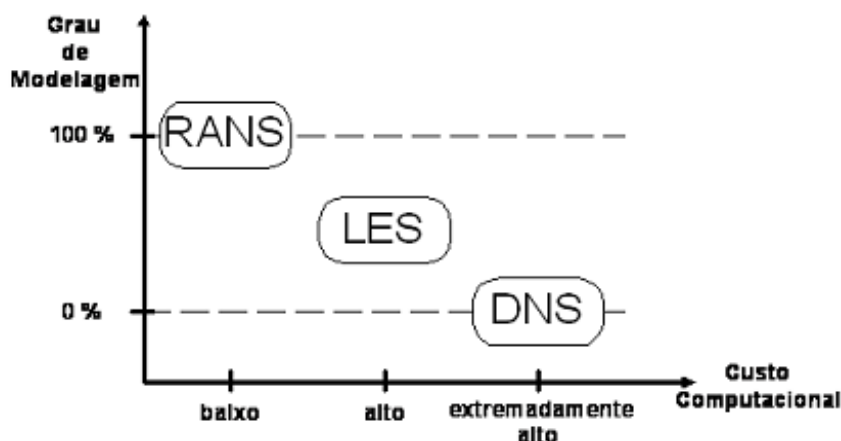 Grau
de
Modelagem
100 %
RANS
LES
0 %
DNS
baixo
alto
extremadamente
alto
Custo
Computacional